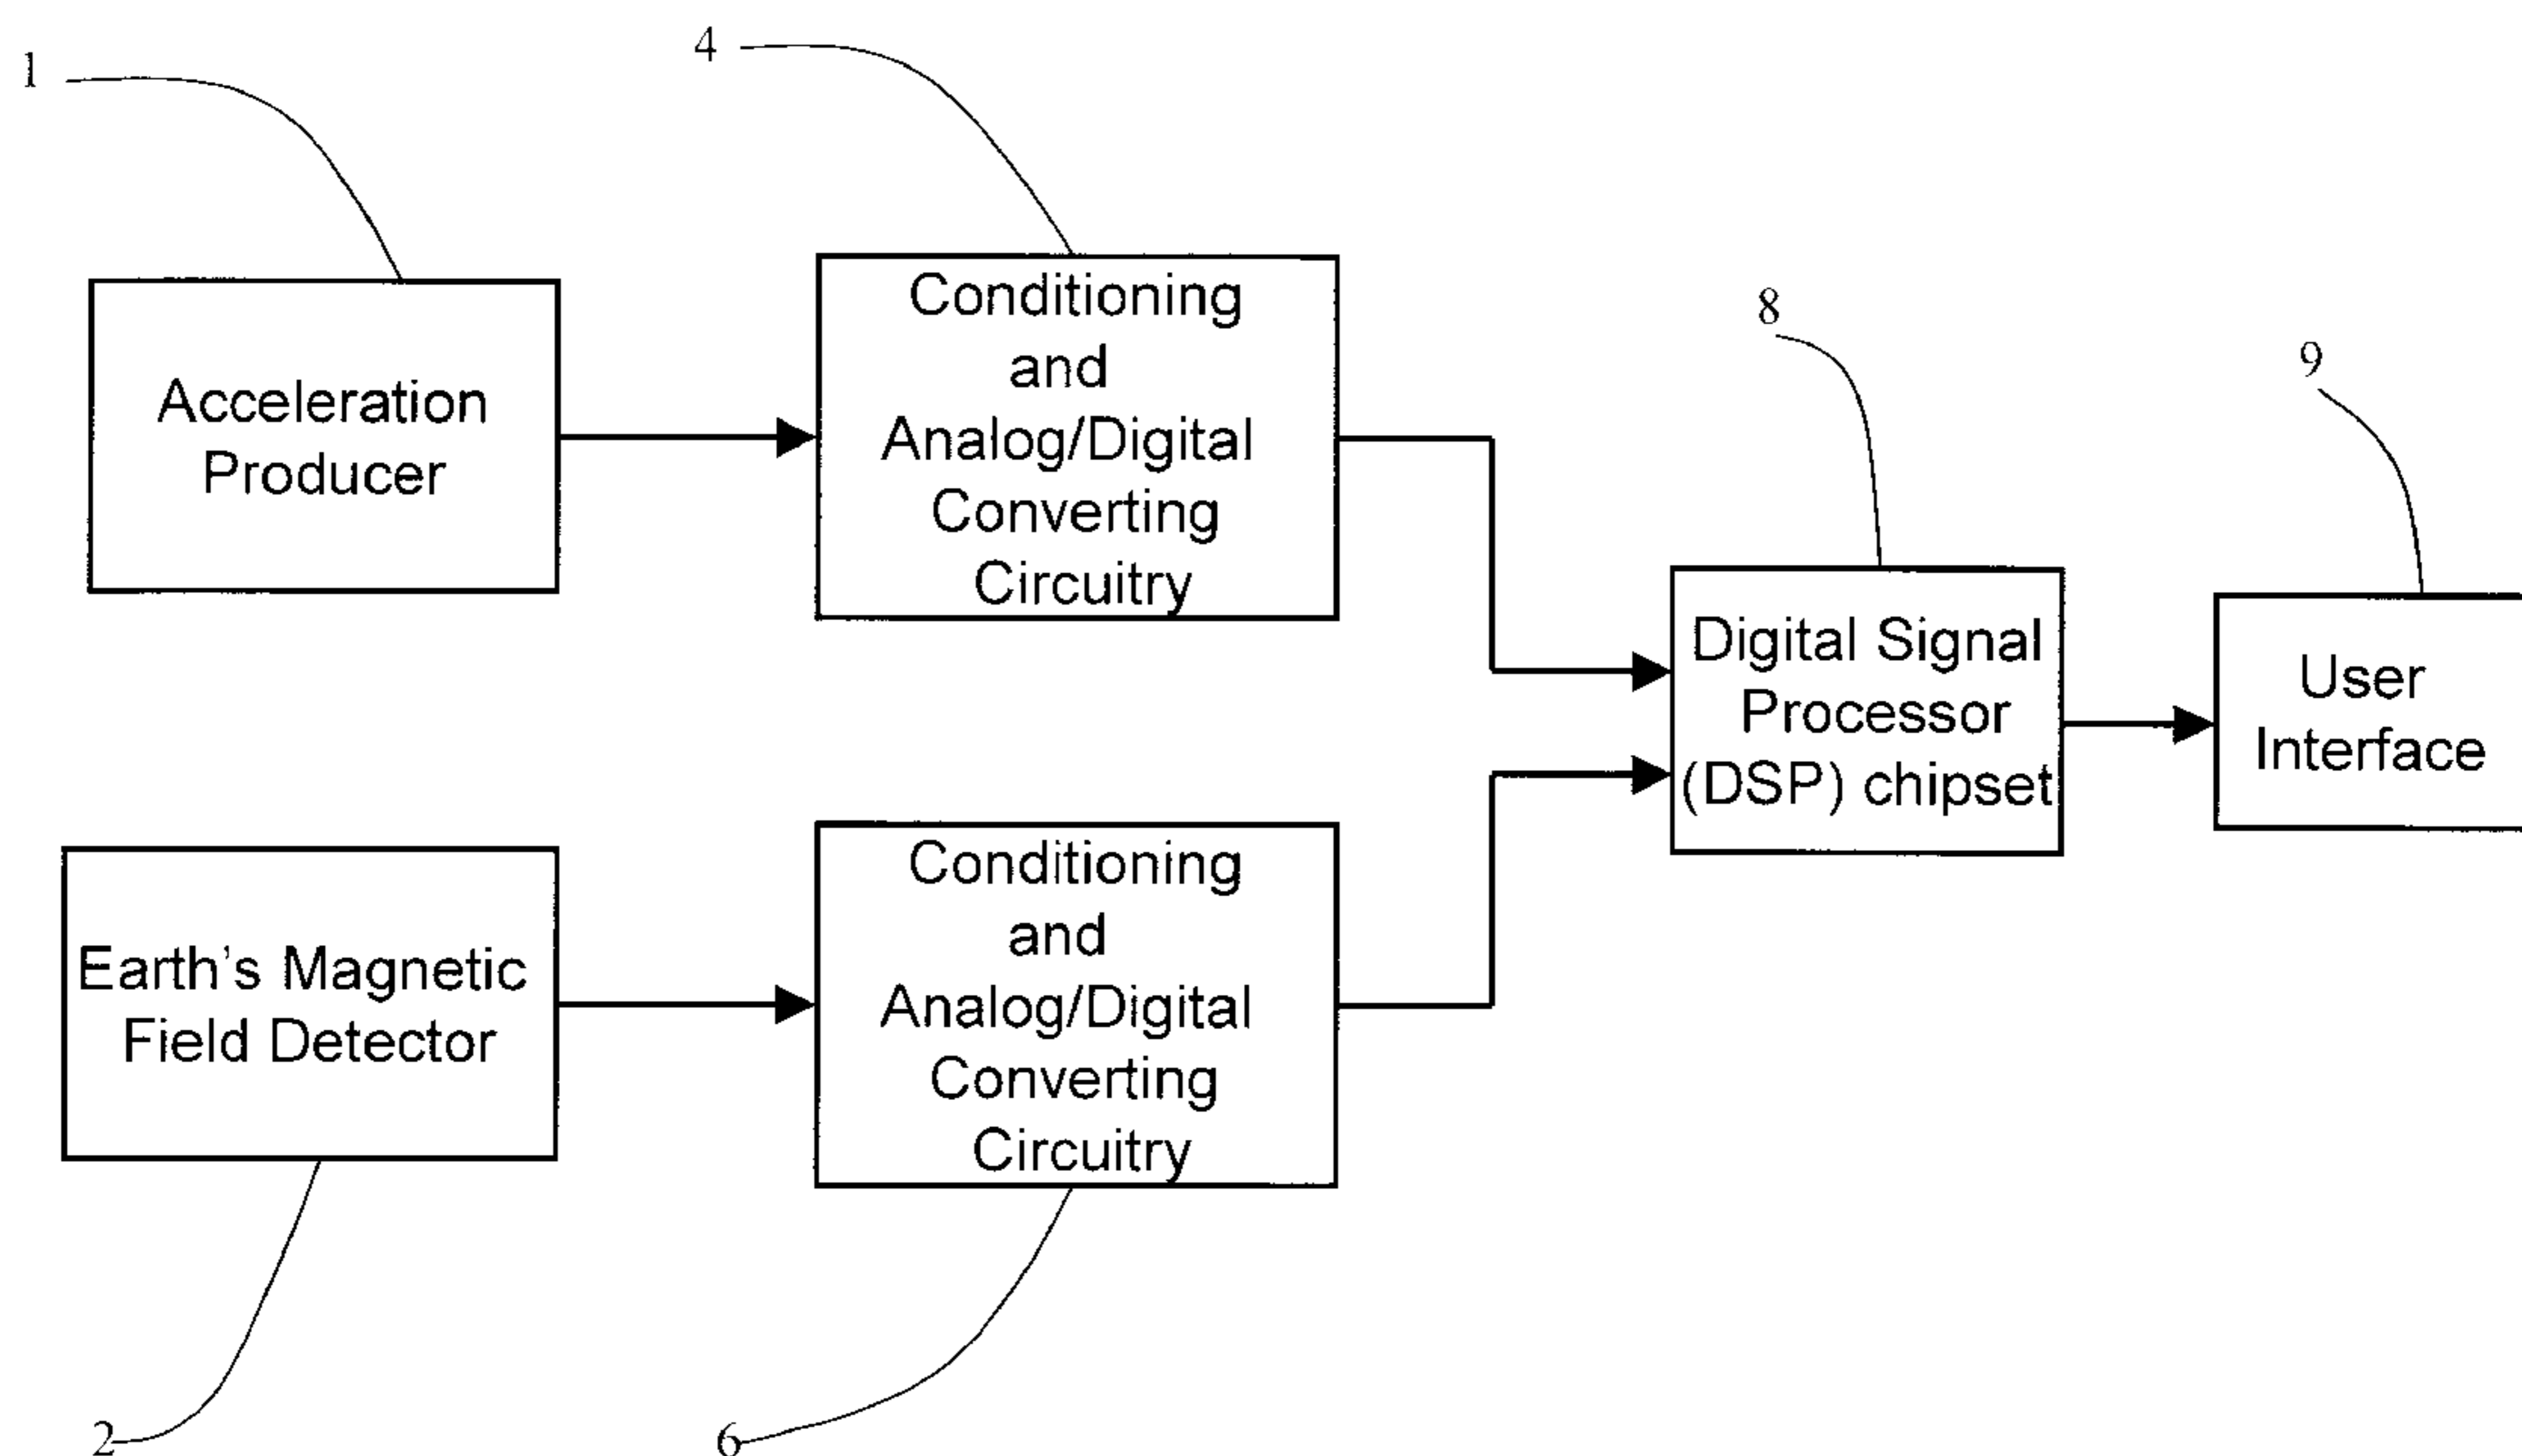 1
4
Acceleration
Producer
Conditioning
and
Analog/Digital
Converting
Circuitry
8
9
Digital Signal
Processor
(DSP) chipset
User
Interface
Earth's Magnetic
Field Detector
Conditioning
and
Analog/Digital
Converting
Circuitry
2
6